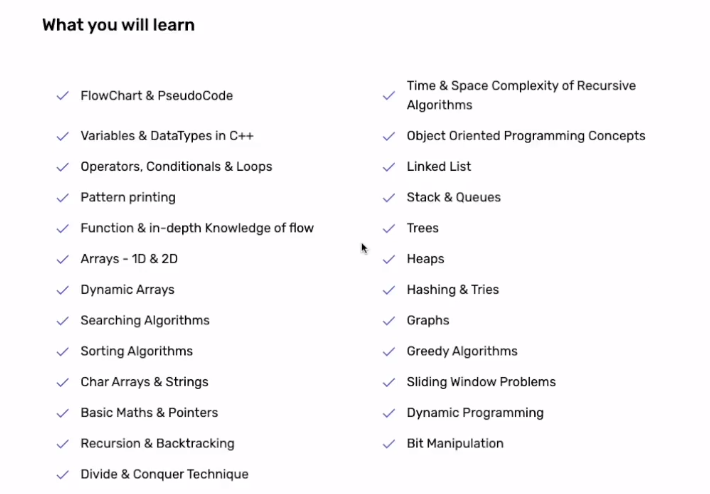 What you will learn
FlowChart & PseudoCode
Variables & DataTypes in C++
Operators, Conditionals & Loops
Pattern printing
Function & in-depth Knowledge of flow
Arrays - 1D & 2D
Dynamic Arrays
Searching Algorithms
Sorting Algorithms
Char Arrays & Strings
Basic Maths & Pointers
Recursion & Backtracking
Divide & Conquer Technique
Time & Space Complexity of Recursive
Algorithms
Object Oriented Programming Concepts
Linked List
Stack & Queues
Trees
Heaps
Hashing & Tries
Graphs
Greedy Algorithms
Sliding Window Problems
Dynamic Programming
Bit Manipulation